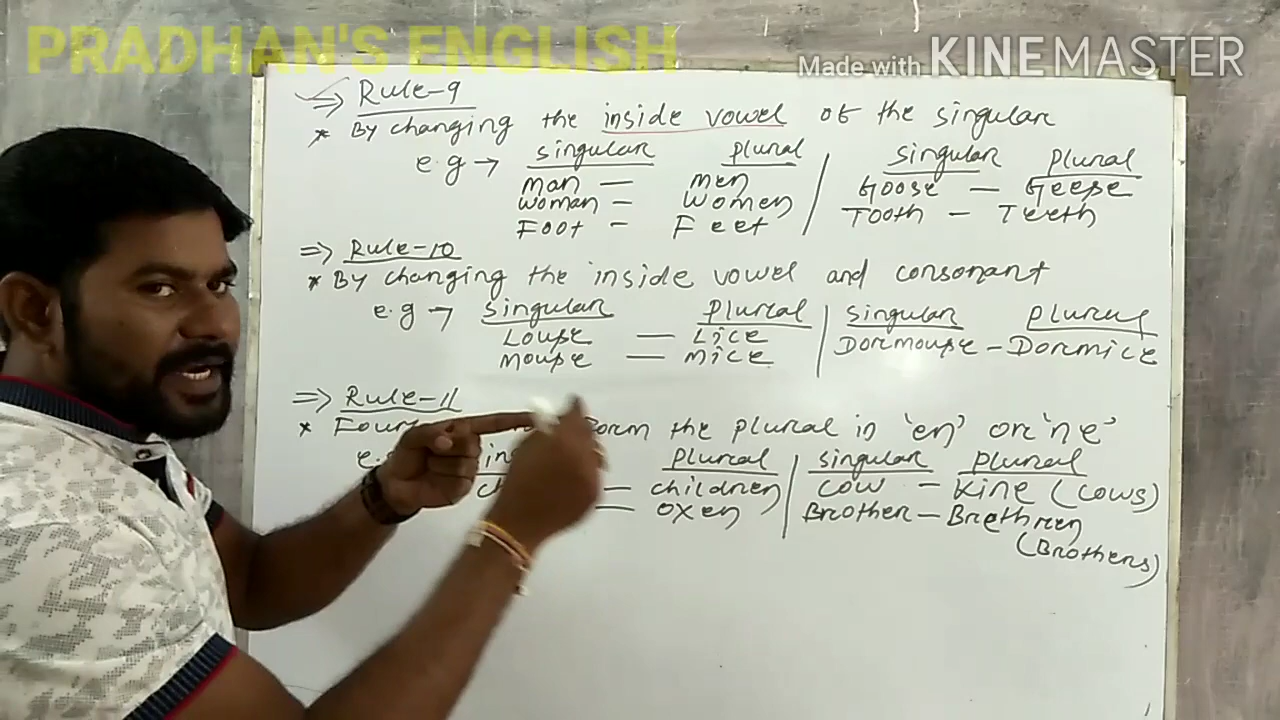 PRADHAN'S ENGLISH
Made with KINEMASTER
⇒ Rule-9
* By changing the inside vowel of the singular
e.g → singular plural / singular plural
man — men Goose — Geese
woman — women Tooth — Teeth
Foot — Feet
⇒ Rule-10
* By changing the inside vowel and consonant
e.g → singular plural | singular plural
Louse — Lice Dormouse — Dormice
mouse — mice
⇒ Rule-11
* form the plural in 'en' or 'ne'
plural | singular plural
— children cow — Kine (cows)
— oxen Brother — Brethren
(Brothers)